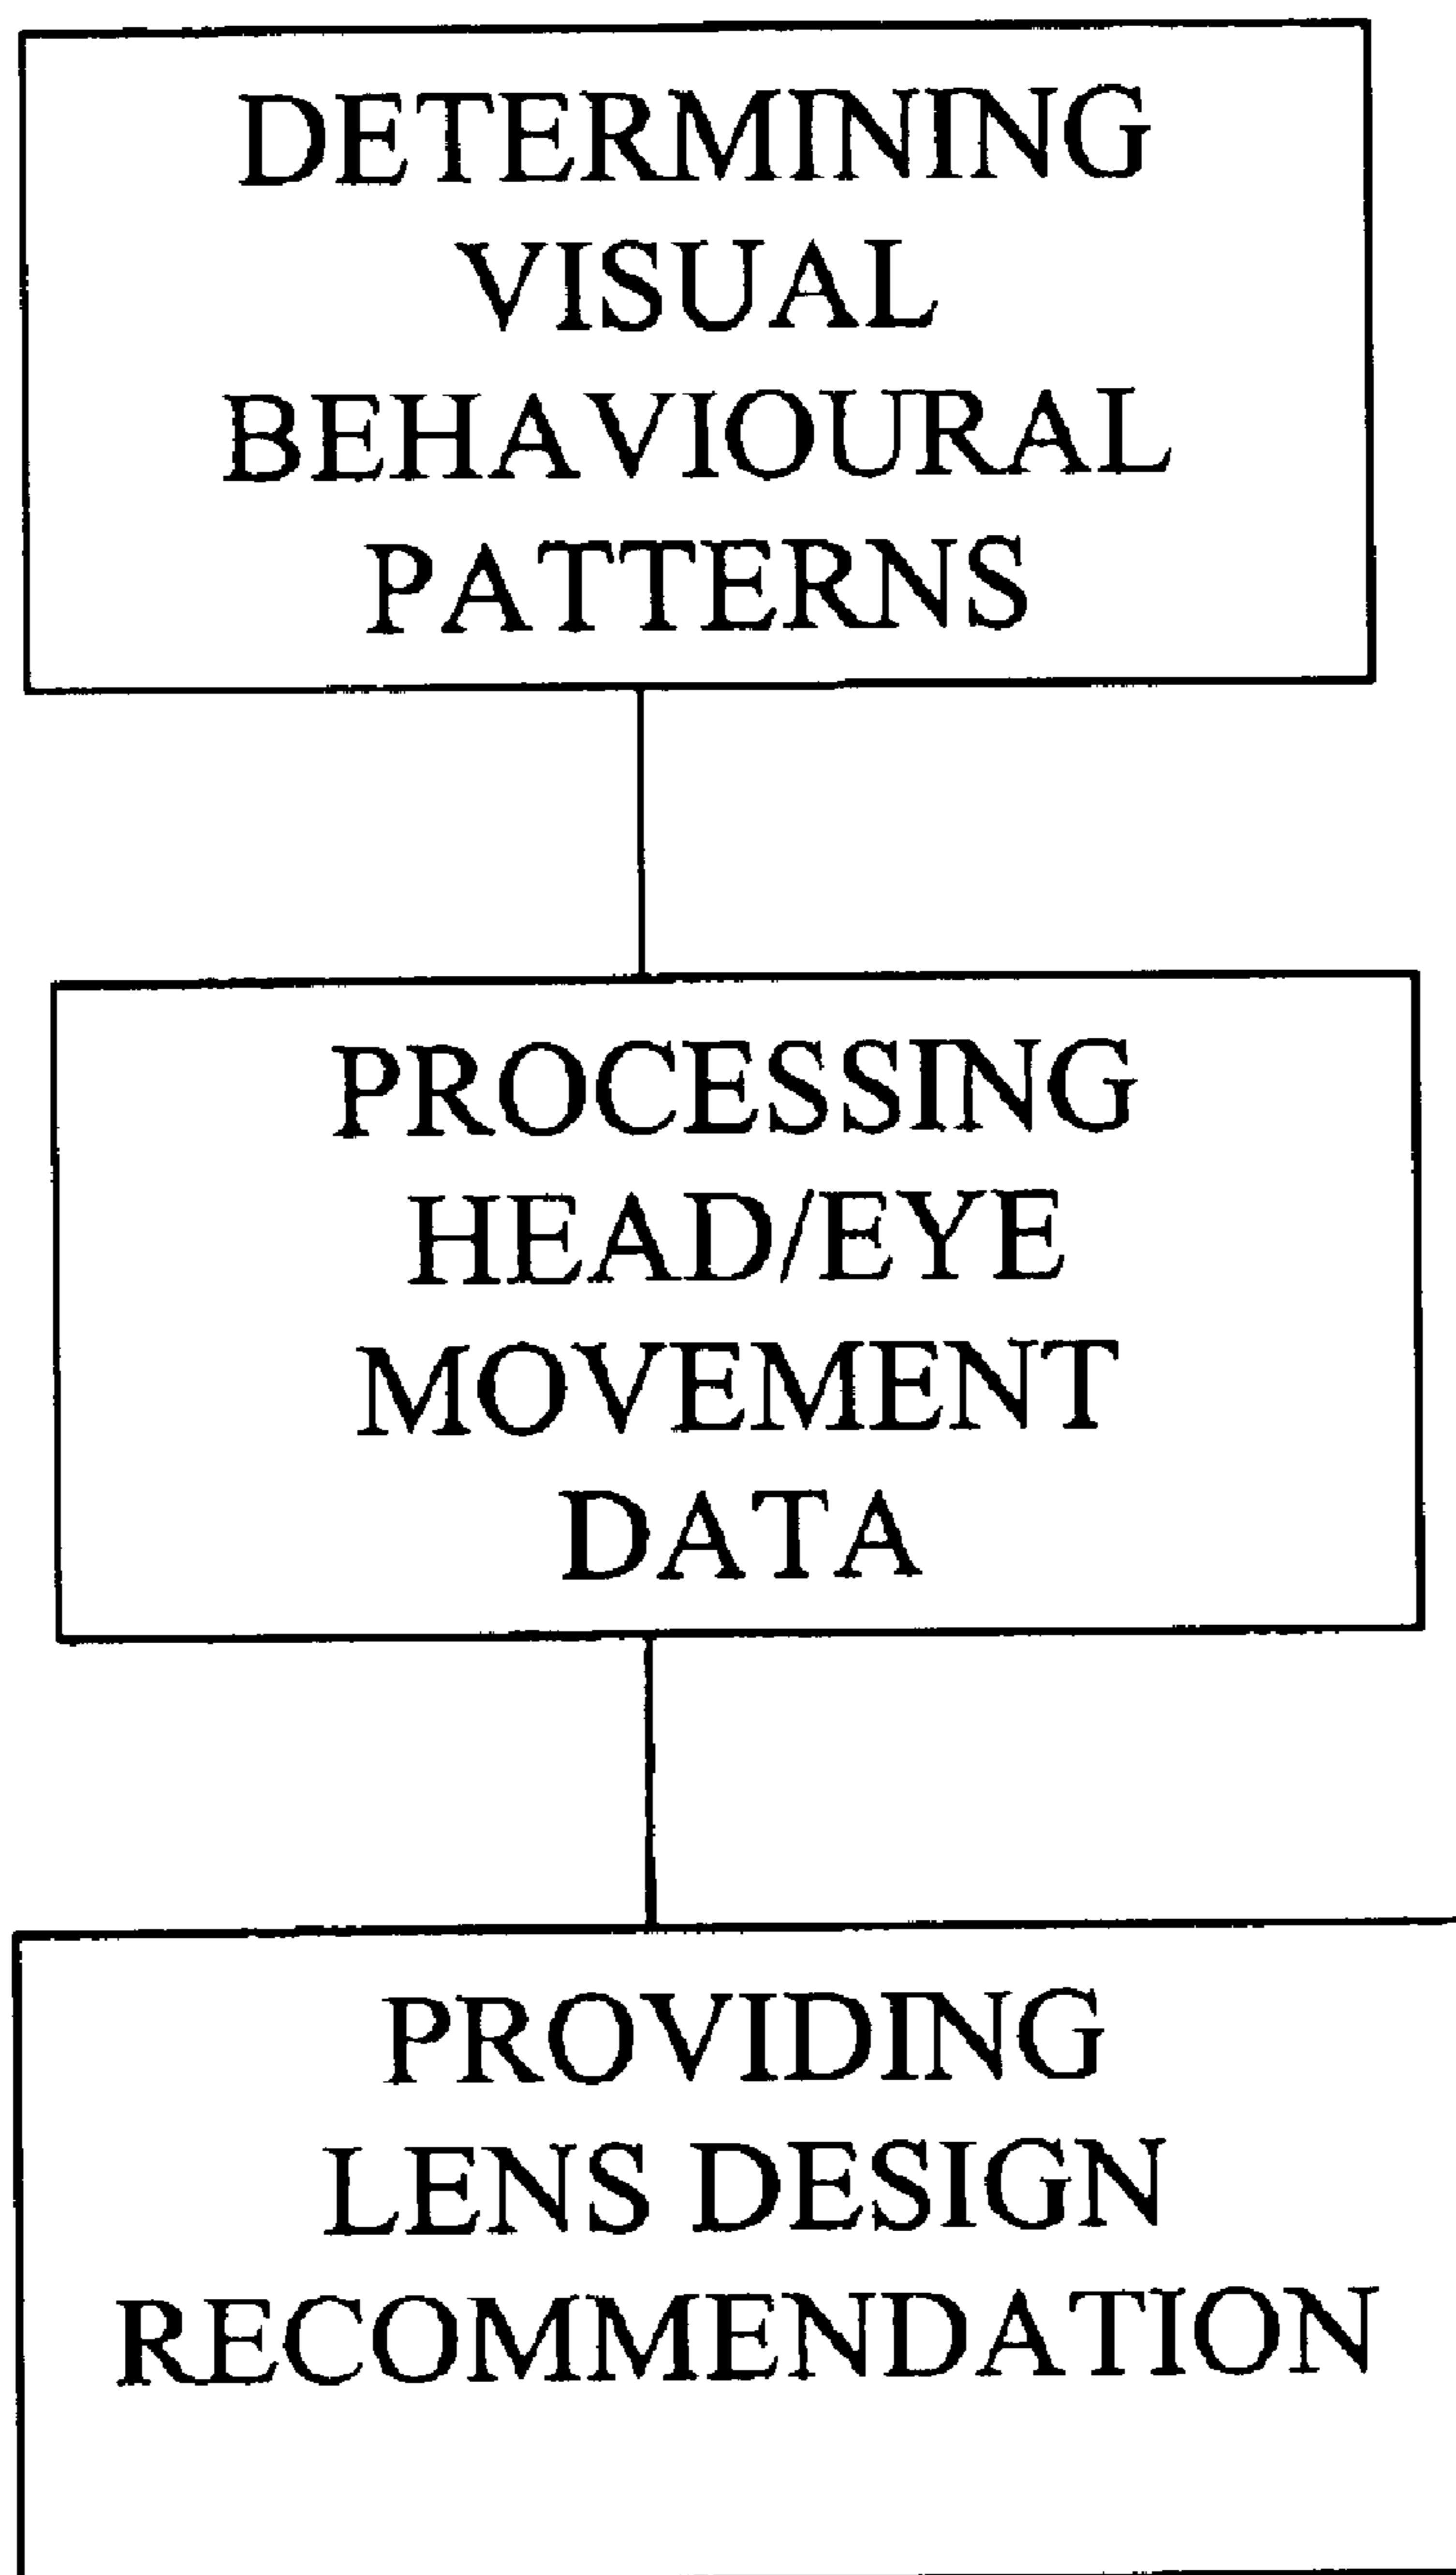 DETERMINING
VISUAL
BEHAVIOURAL
PATTERNS
PROCESSING
HEAD/EYE
MOVEMENT
DATA
PROVIDING
LENS DESIGN
RECOMMENDATION